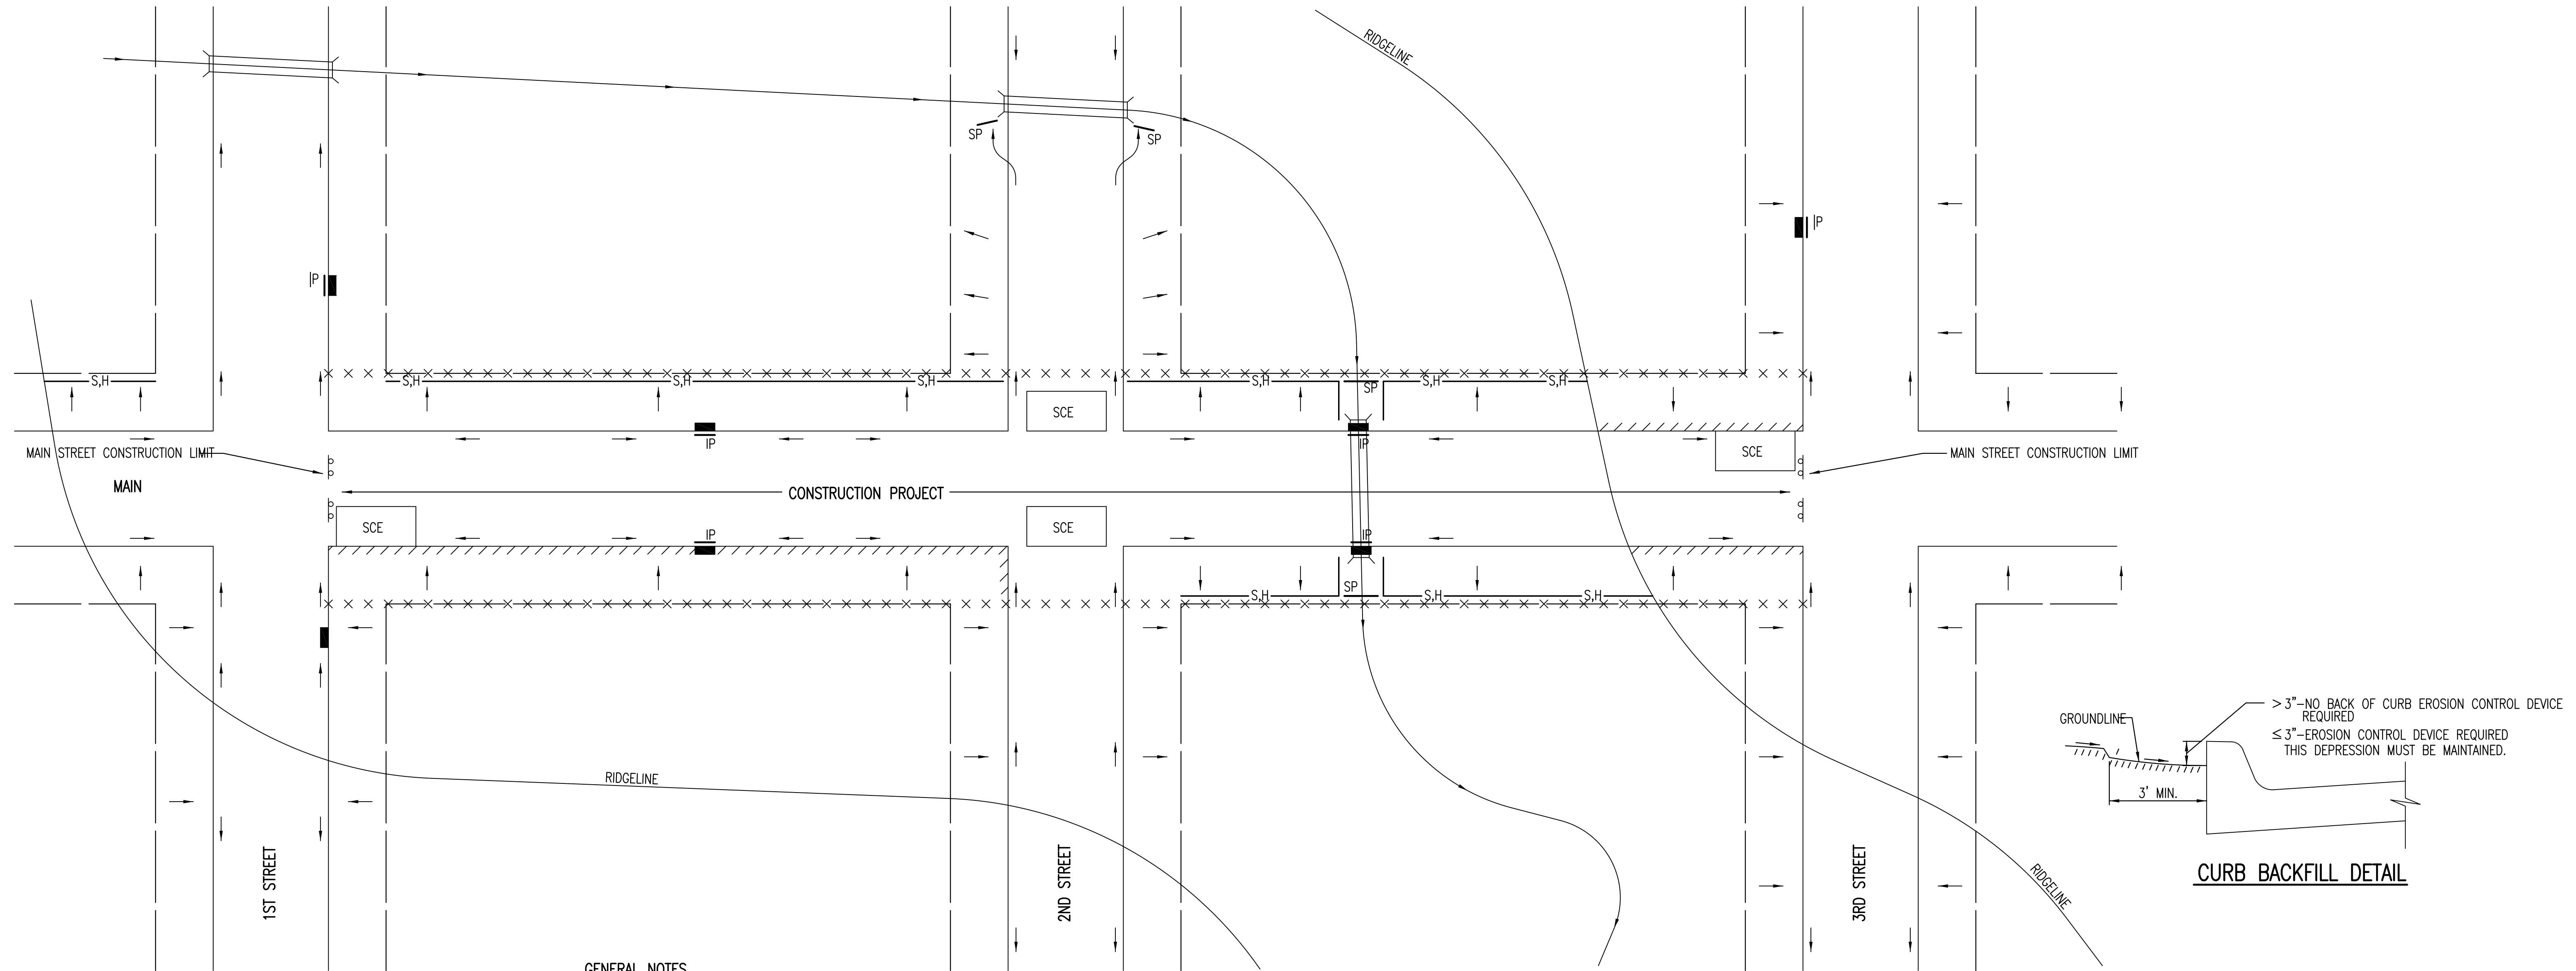 RIDGELINE
SP
SP
IP
IP
S,H
S,H
S,H
S,H
S,H
SP
S,H
S,H
SCE
IP
IP
SCE
MAIN STREET CONSTRUCTION LIMIT
MAIN STREET CONSTRUCTION LIMIT
MAIN
CONSTRUCTION PROJECT
SCE
SCE
IP
IP
S,H
SP
S,H
S,H
RIDGELINE
1ST STREET
2ND STREET
3RD STREET
RIDGELINE
GROUNDLINE
>3"-NO BACK OF CURB EROSION CONTROL DEVICE
REQUIRED
≤3"-EROSION CONTROL DEVICE REQUIRED
THIS DEPRESSION MUST BE MAINTAINED.
3' MIN.
CURB BACKFILL DETAIL
GENERAL NOTES